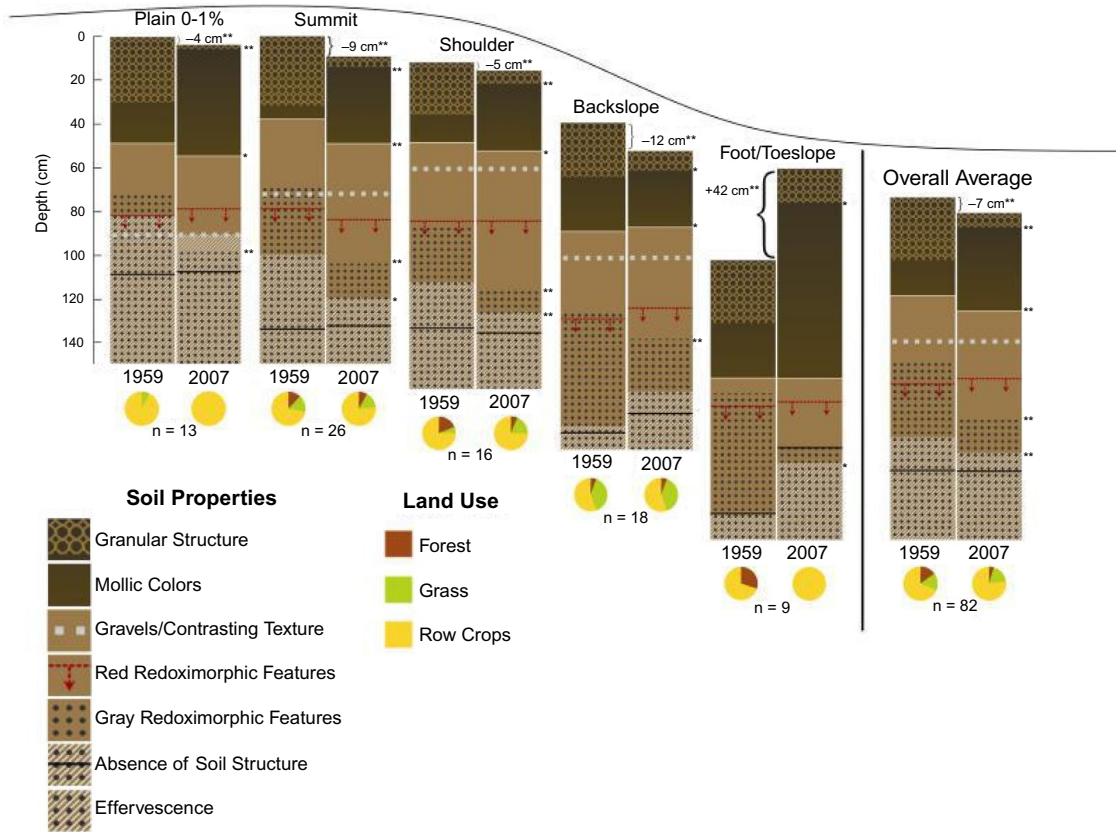 Plain 0-1%
Summit
Shoulder
Backslope
Foot/Toeslope
Overall Average
Depth (cm)
0
20
40
60
80
100
120
140
–4 cm**
**
*
**
–9 cm**
**
**
**
*
–5 cm**
**
*
**
**
–12 cm**
*
*
**
+42 cm**
*
*
–7 cm**
**
**
**
**
1959 2007
n = 13
1959 2007
n = 26
1959 2007
n = 16
1959 2007
n = 18
1959 2007
n = 9
1959 2007
n = 82
Soil Properties
Granular Structure
Mollic Colors
Gravels/Contrasting Texture
Red Redoximorphic Features
Gray Redoximorphic Features
Absence of Soil Structure
Effervescence
Land Use
Forest
Grass
Row Crops